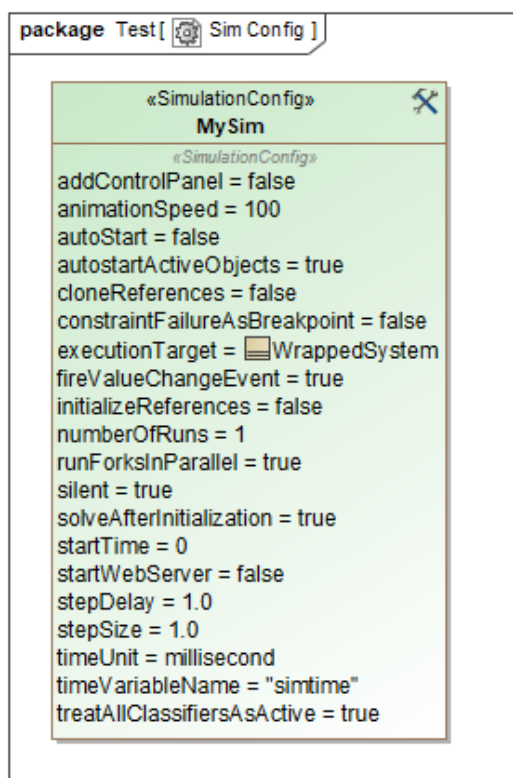 package Test [ Sim Config ]
«SimulationConfig»
MySim
«SimulationConfig»
addControlPanel = false
animationSpeed = 100
autoStart = false
autostartActiveObjects = true
cloneReferences = false
constraintFailureAsBreakpoint = false
executionTarget = WrappedSystem
fireValueChangeEvent = true
initializeReferences = false
numberOfRuns = 1
runForksInParallel = true
silent = true
solveAfterInitialization = true
startTime = 0
startWebServer = false
stepDelay = 1.0
stepSize = 1.0
timeUnit = millisecond
timeVariableName = "simtime"
treatAllClassifiersAsActive = true